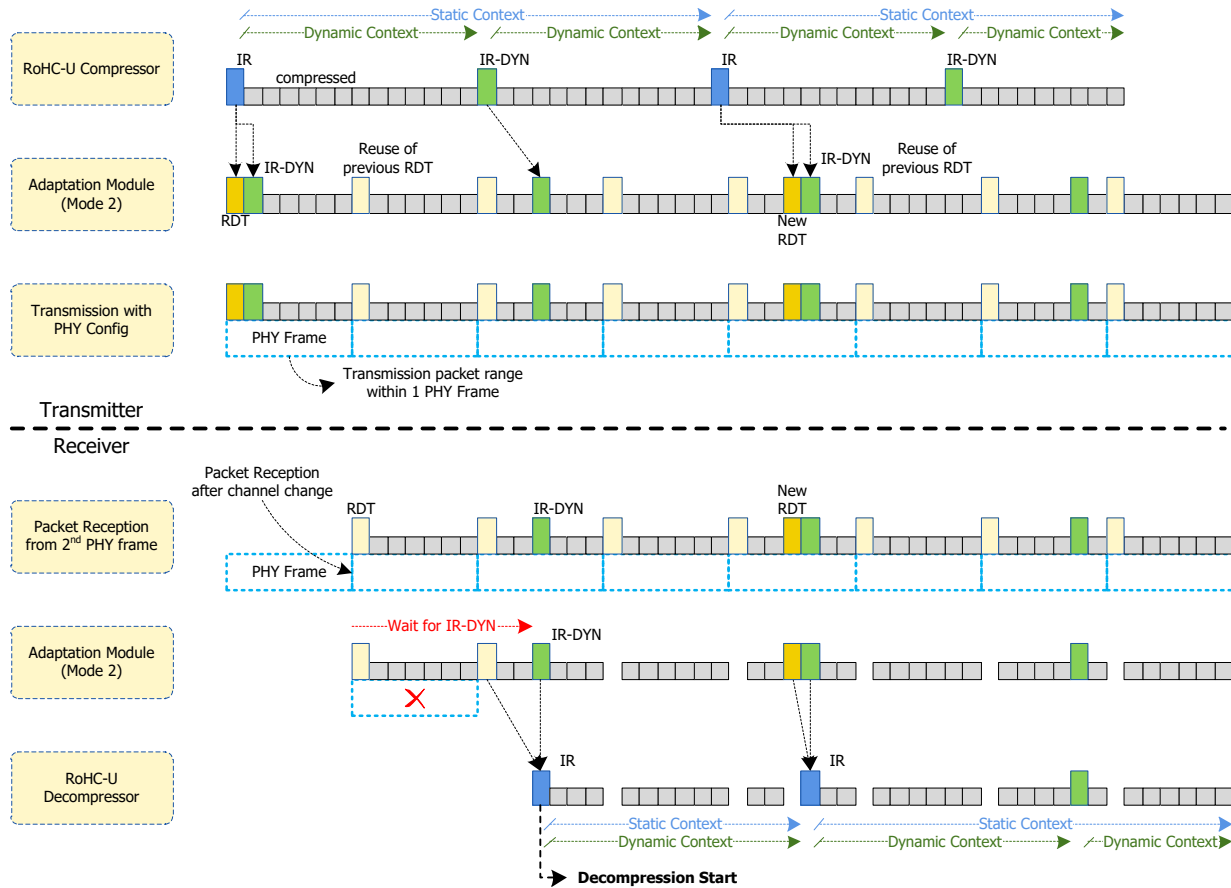 Static Context
Static Context
Dynamic Context
Dynamic Context
Dynamic Context
Dynamic Context
RoHC-U Compressor
IR
compressed
IR-DYN
IR
IR-DYN
Adaptation Module
(Mode 2)
IR-DYN
Reuse of
previous RDT
IR-DYN
Reuse of
previous RDT
RDT
New
RDT
Transmission with
PHY Config
PHY Frame
Transmission packet range
within 1 PHY Frame
Transmitter
Receiver
Packet Reception
after channel change
Packet Reception
from 2nd PHY frame
RDT
IR-DYN
New
RDT
PHY Frame
Adaptation Module
(Mode 2)
Wait for IR-DYN
IR-DYN
RoHC-U
Decompressor
IR
IR
Static Context
Static Context
Dynamic Context
Dynamic Context
Dynamic Context
Decompression Start